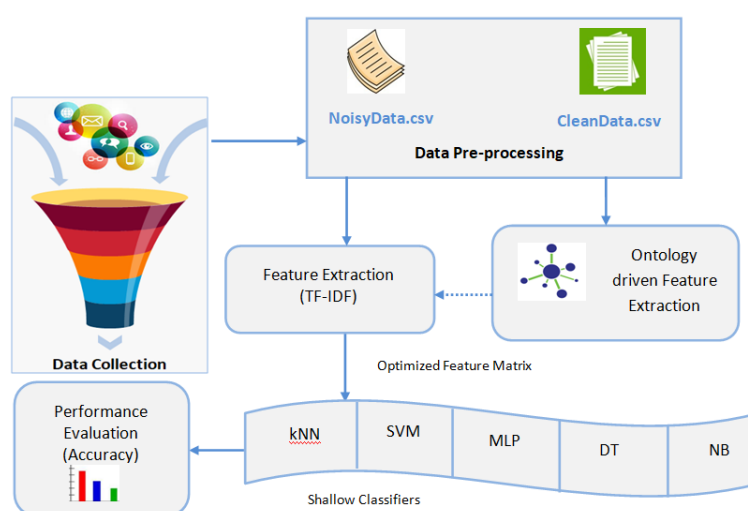 NoisyData.csv
CleanData.csv
Data Pre-processing
Data Collection
Feature Extraction
(TF-IDF)
Ontology
driven Feature
Extraction
Optimized Feature Matrix
Performance
Evaluation
(Accuracy)
kNN
SVM
MLP
DT
NB
Shallow Classifiers